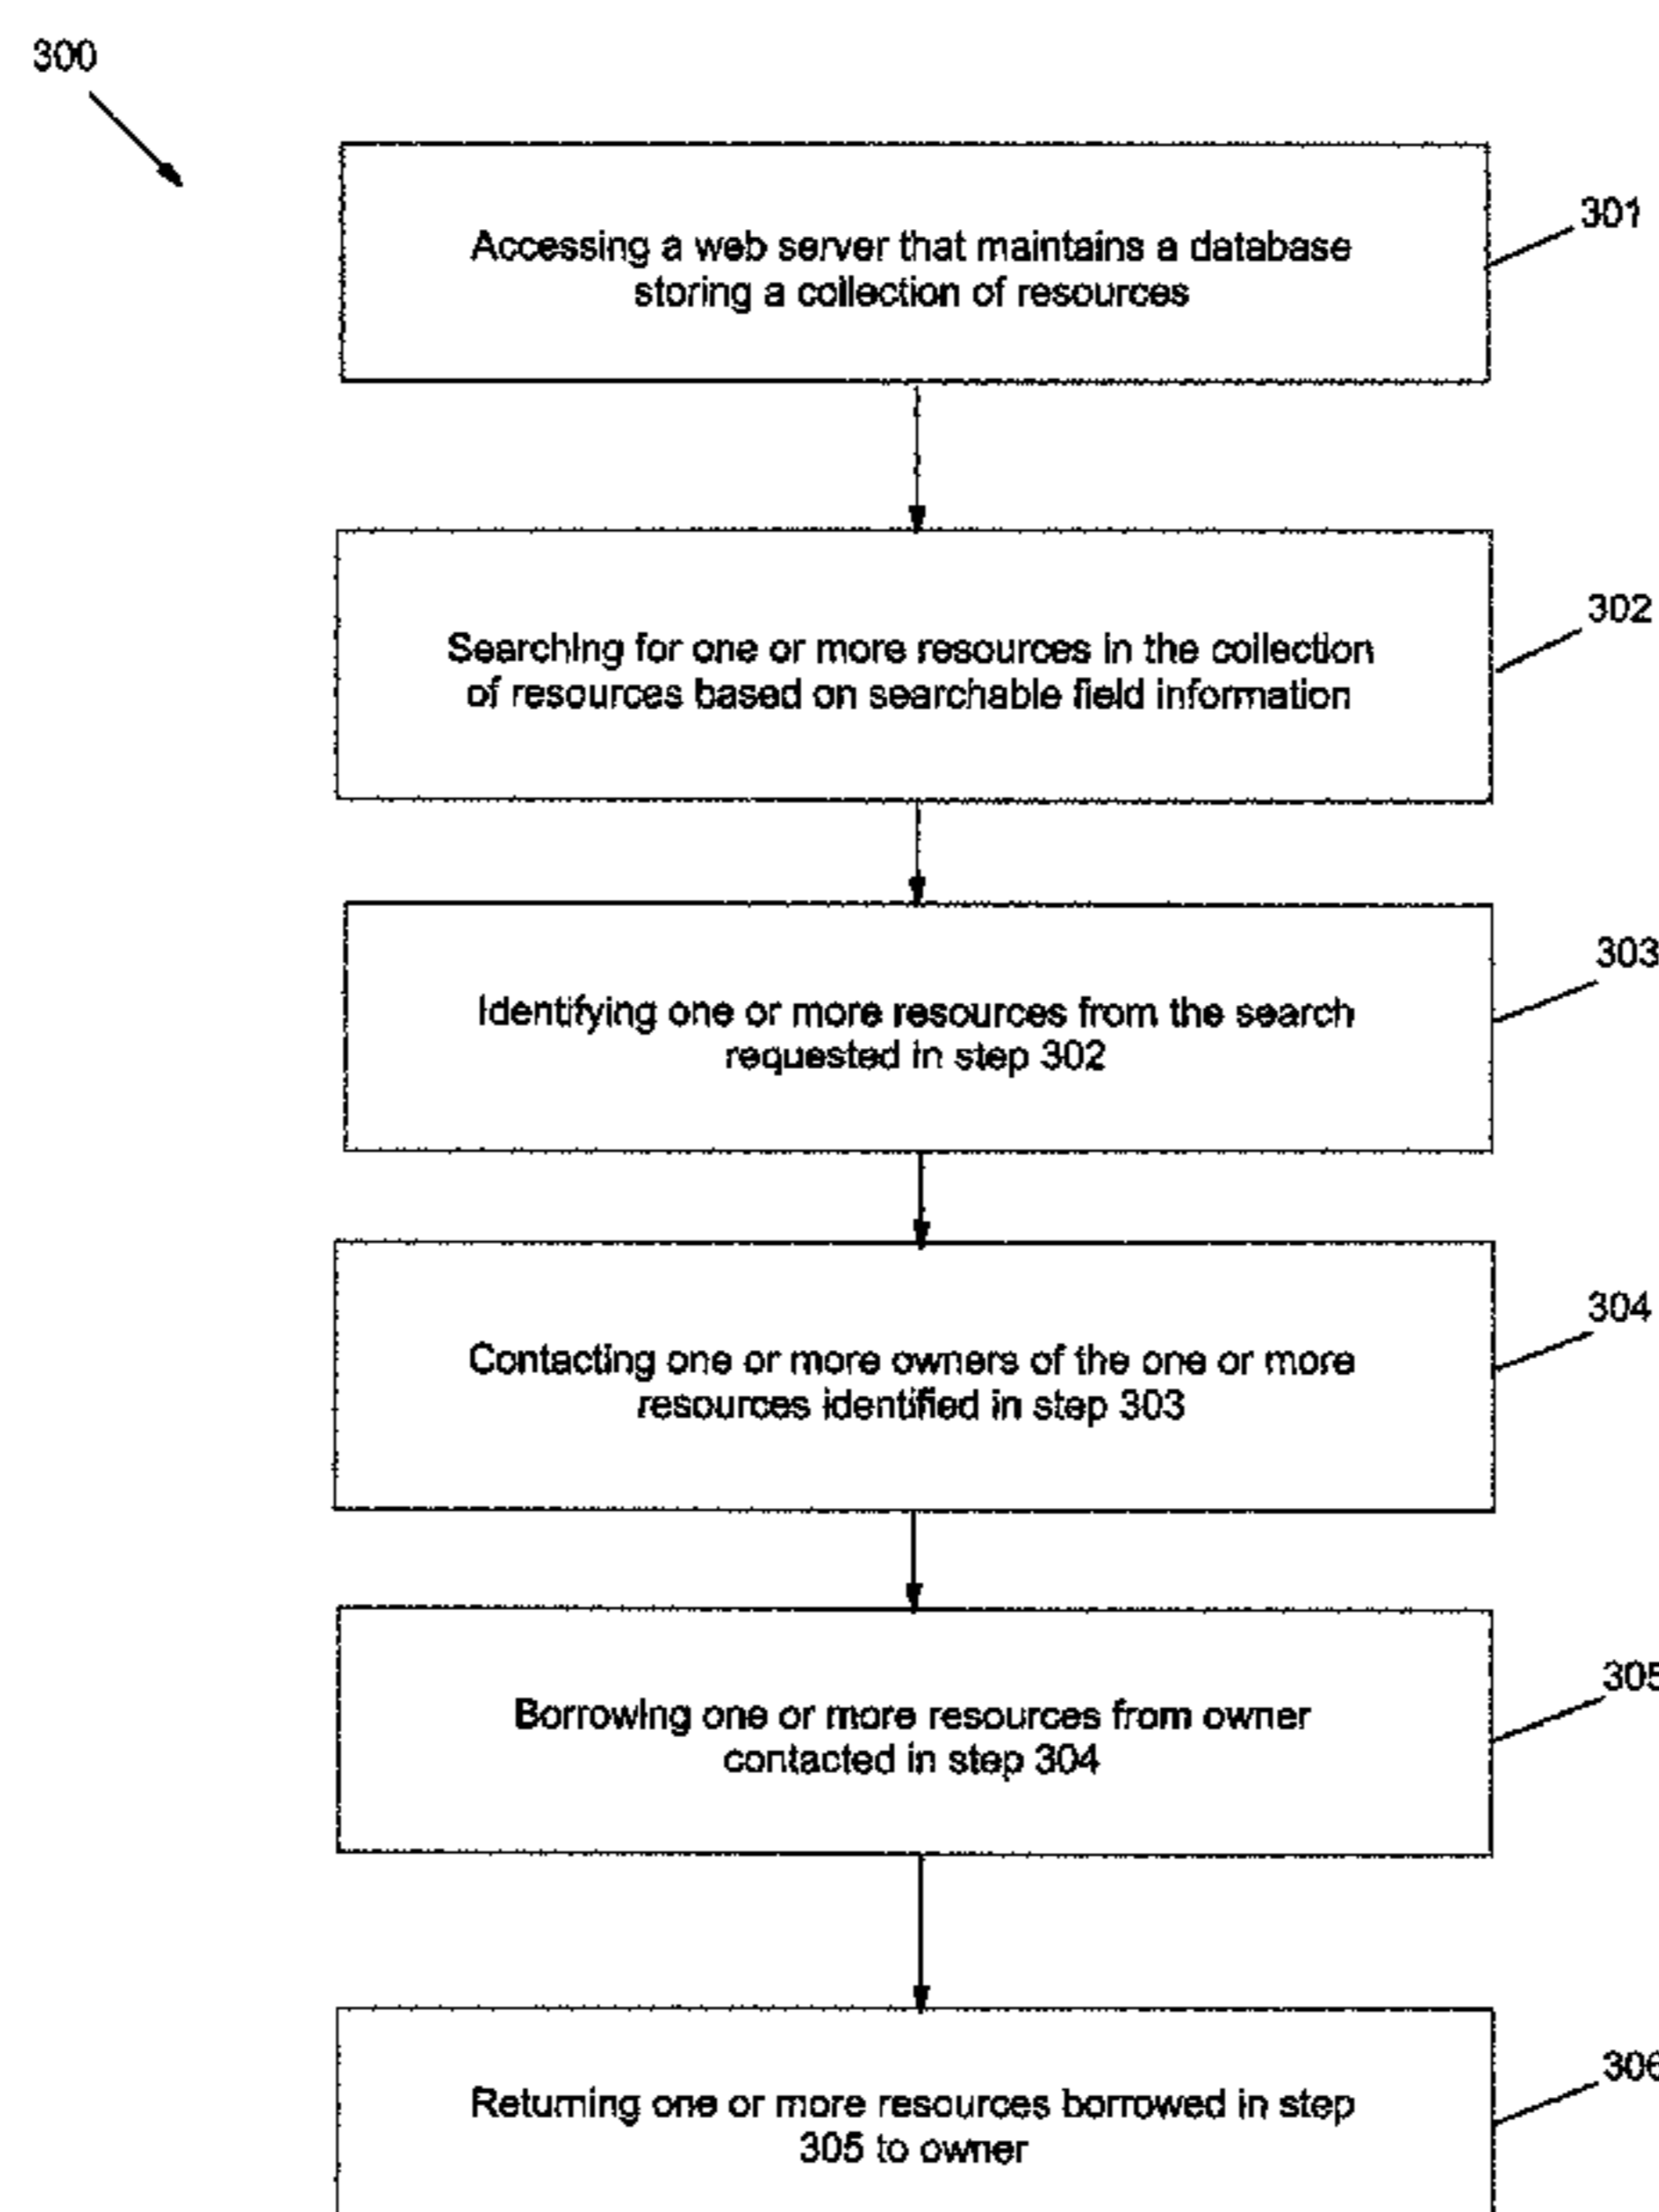 300
Accessing a web server that maintains a database
storing a collection of resources
301
Searching for one or more resources in the collection
of resources based on searchable field information
302
Identifying one or more resources from the search
requested in step 302
303
Contacting one or more owners of the one or more
resources identified in step 303
304
Borrowing one or more resources from owner
contacted in step 304
305
Returning one or more resources borrowed in step
305 to owner
306